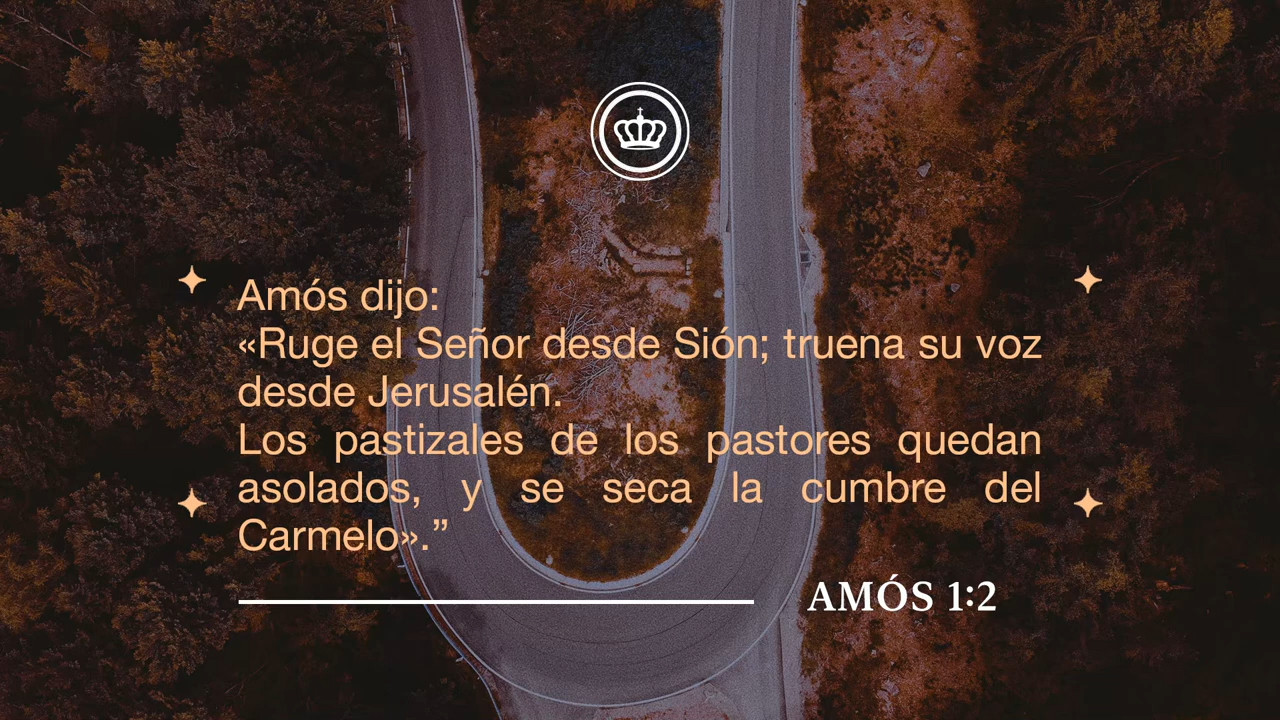 Amós dijo:
«Ruge el Señor desde Sión; truena su voz
desde Jerusalén.
Los pastizales de los pastores quedan
asolados, y se seca la cumbre del
Carmelo».”
AMÓS 1:2